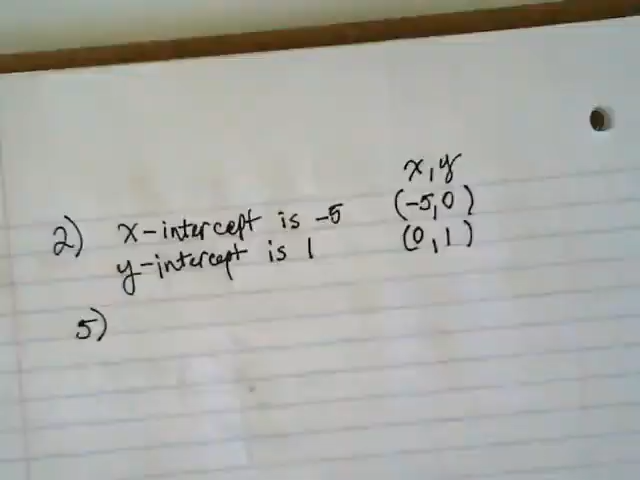 x,y
2) x-intercept is -5 (-5,0)
y-intercept is 1 (0,1)
5)